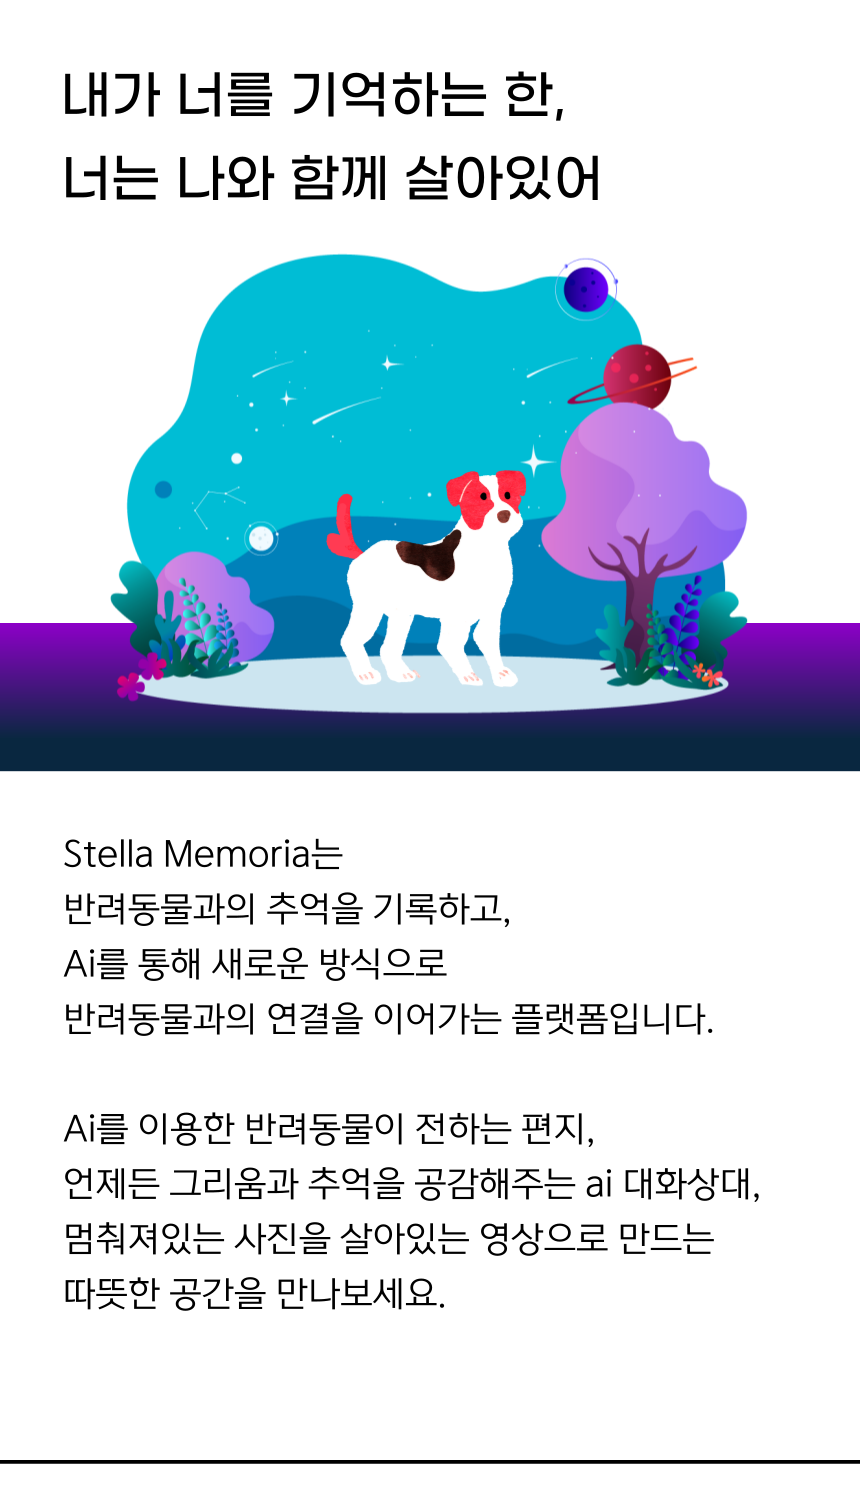 내가 너를 기억하는 한,
너는 나와 함께 살아있어
Stella Memoria는
반려동물과의 추억을 기록하고,
Ai를 통해 새로운 방식으로
반려동물과의 연결을 이어가는 플랫폼입니다.
Ai를 이용한 반려동물이 전하는 편지,
언제든 그리움과 추억을 공감해주는 ai 대화상대,
멈춰져있는 사진을 살아있는 영상으로 만드는
따뜻한 공간을 만나보세요.